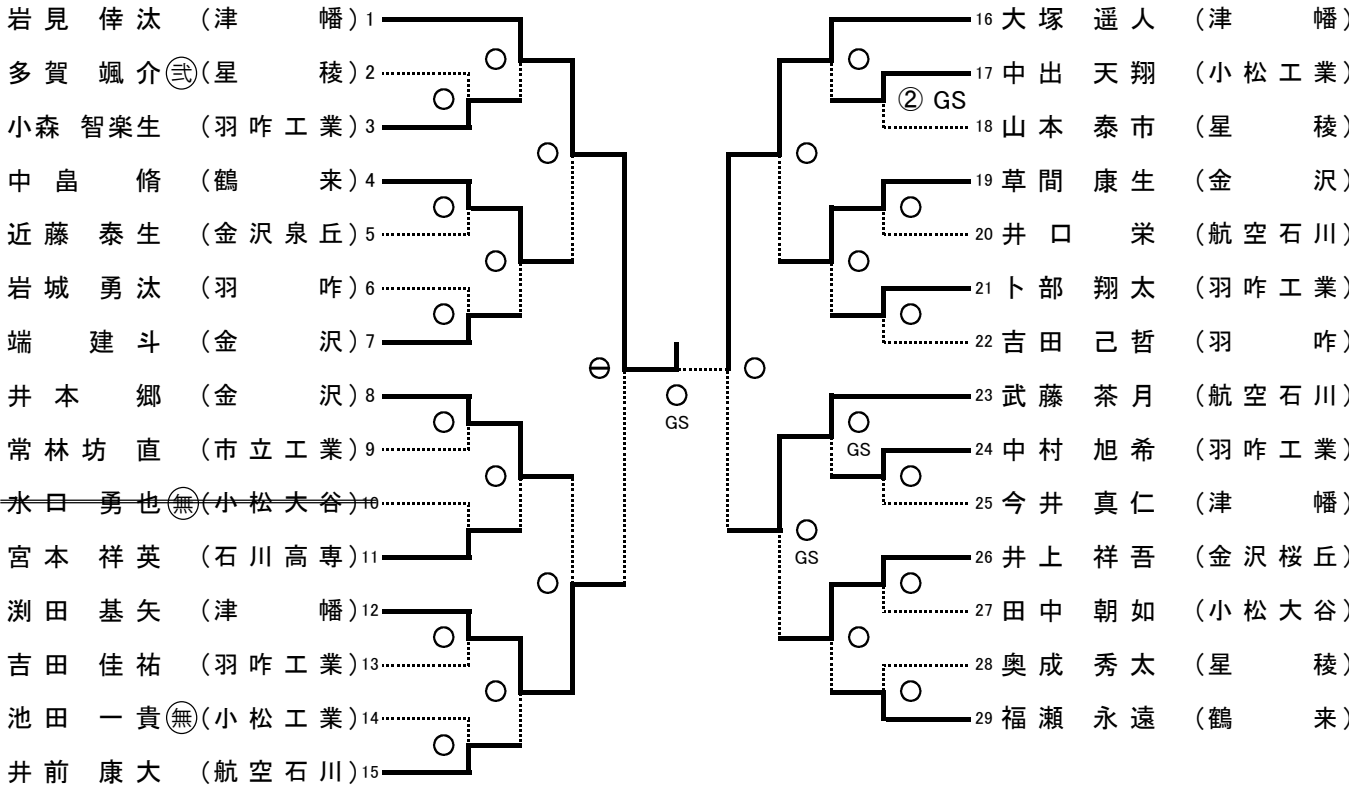 岩見 倖汰 (津 幡) 1
多賀 颯介㊁(星 稜) 2
小森 智楽生 (羽咋工業) 3
中畠 脩 (鶴 来) 4
近藤 泰生 (金沢泉丘) 5
岩城 勇汰 (羽 咋) 6
端 建斗 (金 沢) 7
井本 郷 (金 沢) 8
常林坊 直 (市立工業) 9
水口 勇也(無)(小松大谷) 10
宮本 祥英 (石川高専) 11
渕田 基矢 (津 幡) 12
吉田 佳祐 (羽咋工業) 13
池田 一貴(無)(小松工業) 14
井前 康大 (航空石川) 15
GS
16 大塚 遥人 (津 幡)
17 中出 天翔 (小松工業)
② GS
18 山本 泰市 (星 稜)
19 草間 康生 (金 沢)
20 井口 栄 (航空石川)
21 卜部 翔太 (羽咋工業)
22 吉田 己哲 (羽 咋)
23 武藤 茶月 (航空石川)
GS
24 中村 旭希 (羽咋工業)
25 今井 真仁 (津 幡)
GS
26 井上 祥吾 (金沢桜丘)
27 田中 朝如 (小松大谷)
28 奥成 秀太 (星 稜)
29 福瀬 永遠 (鶴 来)